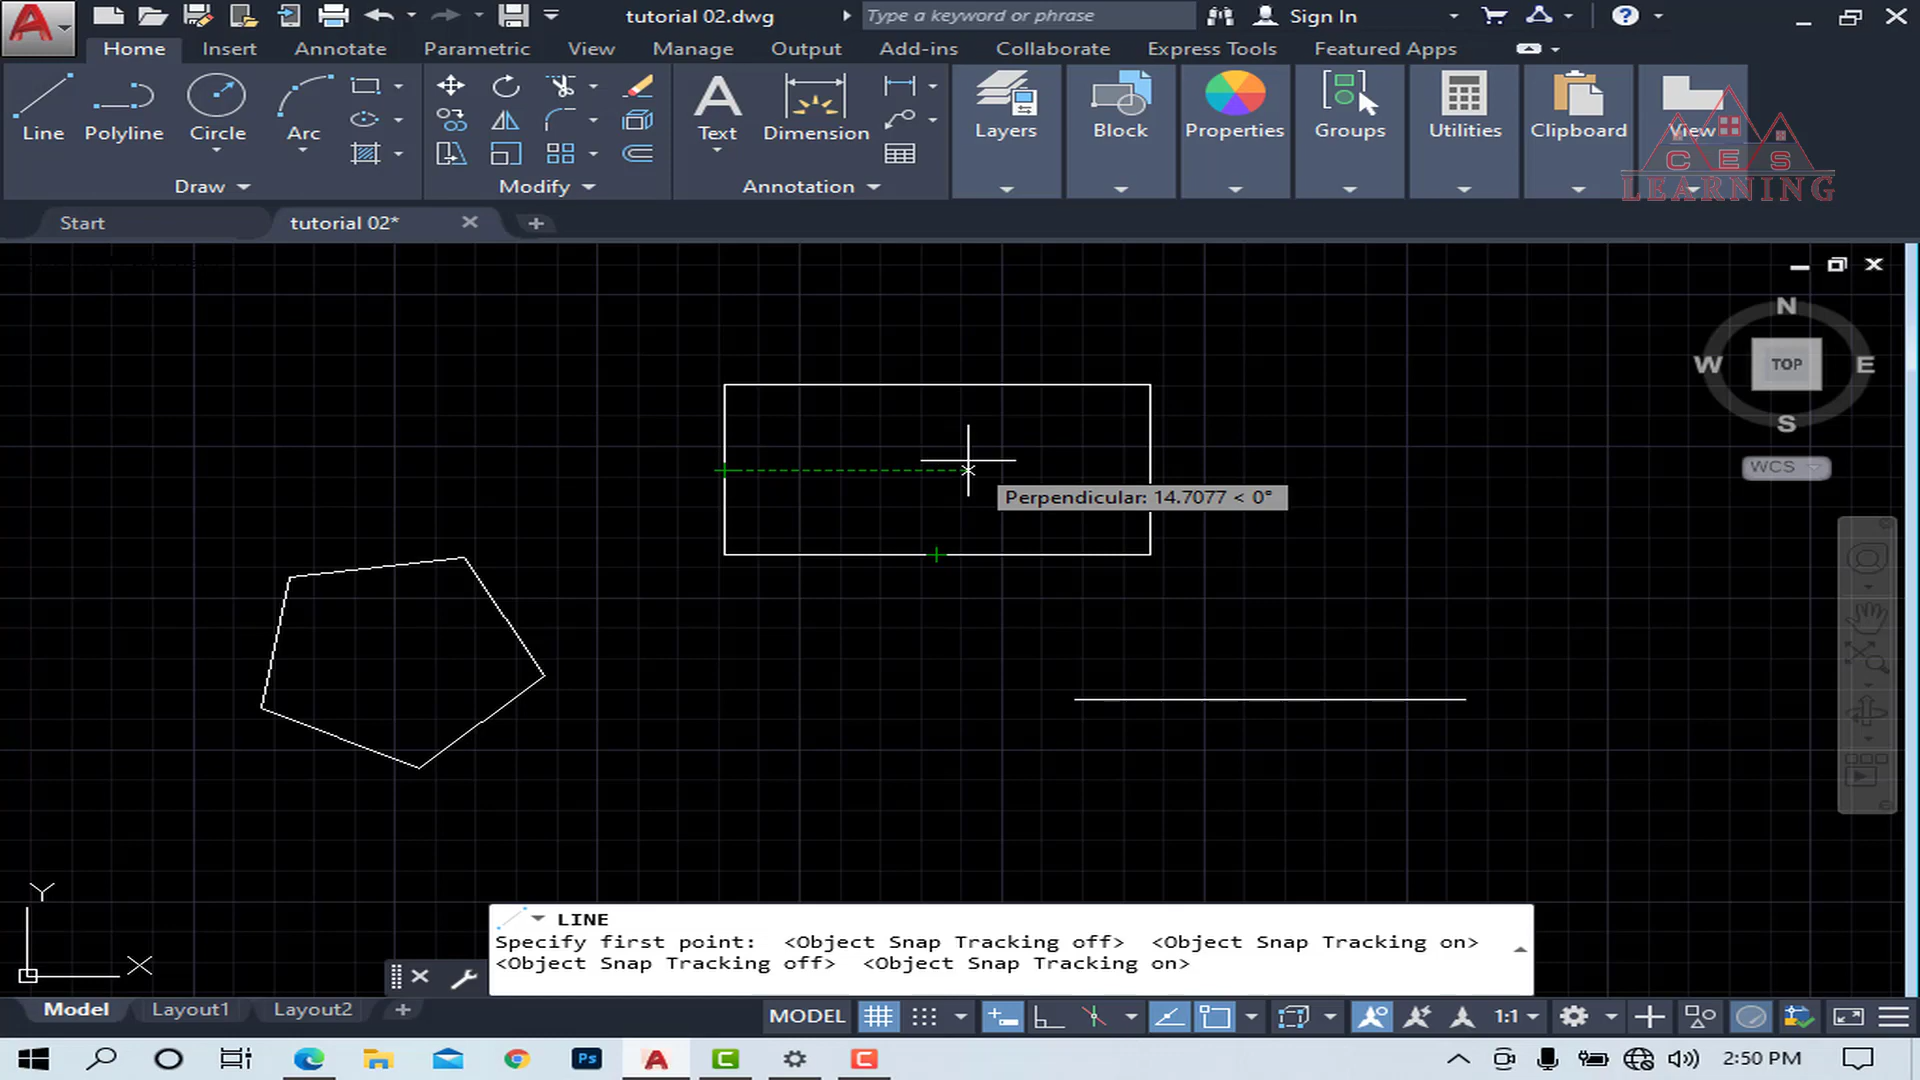 tutorial 02.dwg
Type a keyword or phrase
Sign In
Home Insert Annotate Parametric View Manage Output Add-ins Collaborate Express Tools Featured Apps
Line Polyline Circle Arc Text Dimension Layers Block Properties Groups Utilities Clipboard View
Draw Modify Annotation
CES
LEARNING
Start tutorial 02*
N
W TOP E
S
WCS
Perpendicular: 14.7077 < 0°
Y
X
LINE
Specify first point: <Object Snap Tracking off> <Object Snap Tracking on>
<Object Snap Tracking off> <Object Snap Tracking on>
Model Layout1 Layout2
MODEL 1:1
Ps A C C 2:50 PM